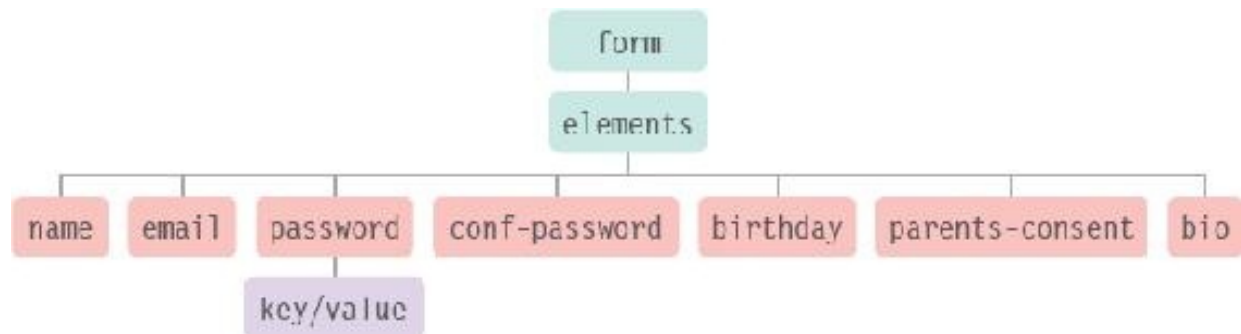 form
elements
name email password conf-password birthday parents-consent bio
key/value